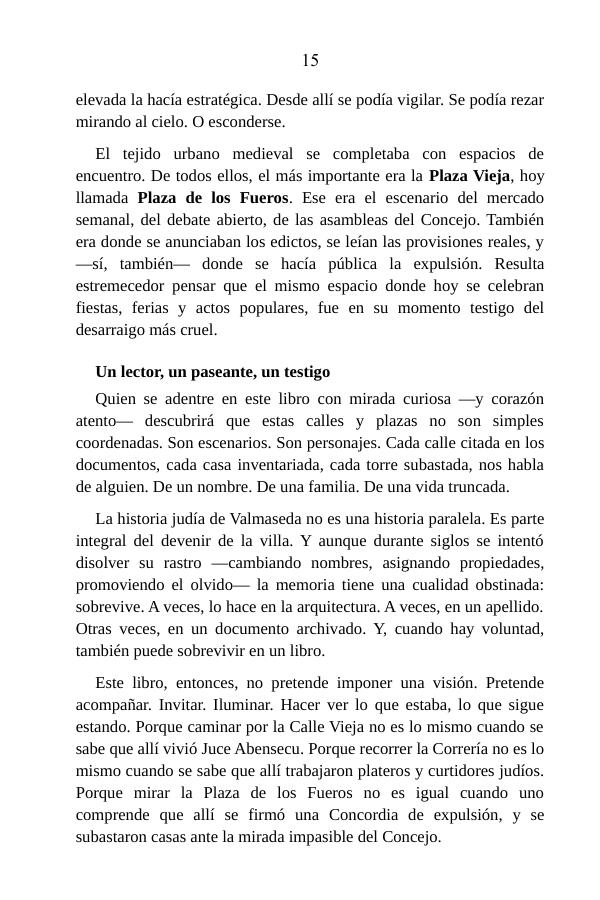 15
elevada la hacía estratégica. Desde allí se podía vigilar. Se podía rezar
mirando al cielo. O esconderse.
El tejido urbano medieval se completaba con espacios de
encuentro. De todos ellos, el más importante era la Plaza Vieja, hoy
llamada Plaza de los Fueros. Ese era el escenario del mercado
semanal, del debate abierto, de las asambleas del Concejo. También
era donde se anunciaban los edictos, se leían las provisiones reales, y
—sí, también— donde se hacía pública la expulsión. Resulta
estremecedor pensar que el mismo espacio donde hoy se celebran
fiestas, ferias y actos populares, fue en su momento testigo del
desarraigo más cruel.
Un lector, un paseante, un testigo
Quien se adentre en este libro con mirada curiosa —y corazón
atento— descubrirá que estas calles y plazas no son simples
coordenadas. Son escenarios. Son personajes. Cada calle citada en los
documentos, cada casa inventariada, cada torre subastada, nos habla
de alguien. De un nombre. De una familia. De una vida truncada.
La historia judía de Valmaseda no es una historia paralela. Es parte
integral del devenir de la villa. Y aunque durante siglos se intentó
disolver su rastro —cambiando nombres, asignando propiedades,
promoviendo el olvido— la memoria tiene una cualidad obstinada:
sobrevive. A veces, lo hace en la arquitectura. A veces, en un apellido.
Otras veces, en un documento archivado. Y, cuando hay voluntad,
también puede sobrevivir en un libro.
Este libro, entonces, no pretende imponer una visión. Pretende
acompañar. Invitar. Iluminar. Hacer ver lo que estaba, lo que sigue
estando. Porque caminar por la Calle Vieja no es lo mismo cuando se
sabe que allí vivió Juce Abensecu. Porque recorrer la Correría no es lo
mismo cuando se sabe que allí trabajaron plateros y curtidores judíos.
Porque mirar la Plaza de los Fueros no es igual cuando uno
comprende que allí se firmó una Concordia de expulsión, y se
subastaron casas ante la mirada impasible del Concejo.